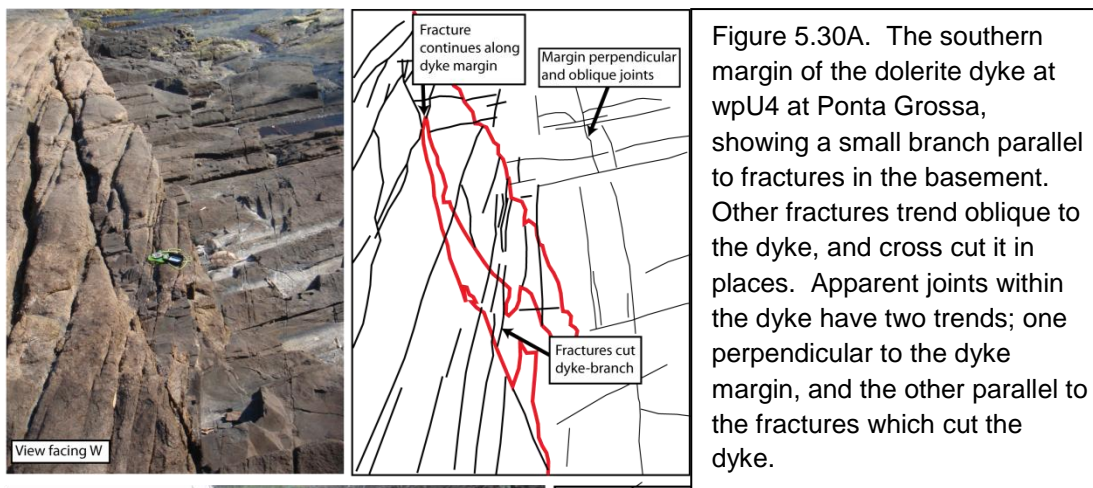 View facing W
Fracture
continues along
dyke margin
Margin perpendicular
and oblique joints
Fractures cut
dyke-branch
Figure 5.30A.  The southern
margin of the dolerite dyke at
wpU4 at Ponta Grossa,
showing a small branch parallel
to fractures in the basement.
Other fractures trend oblique to
the dyke, and cross cut it in
places.  Apparent joints within
the dyke have two trends; one
perpendicular to the dyke
margin, and the other parallel to
the fractures which cut the
dyke.